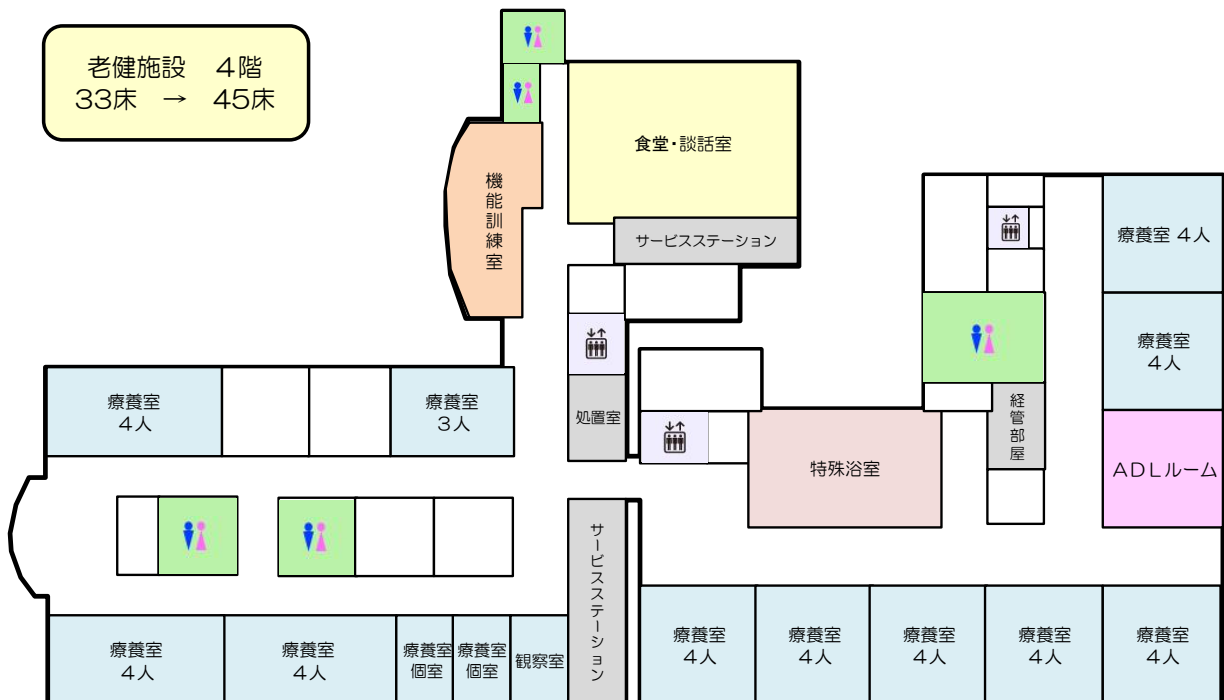 老健施設　４階
33床　→　45床
食堂・談話室
機能訓練室
サービスステーション
療養室 ４人
療養室
４人
療養室
４人
療養室
３人
処置室
経管部屋
特殊浴室
ＡＤＬルーム
サービスステーション
療養室
４人
療養室
４人
療養室
個室
療養室
個室
観察室
療養室
４人
療養室
４人
療養室
４人
療養室
４人
療養室
４人